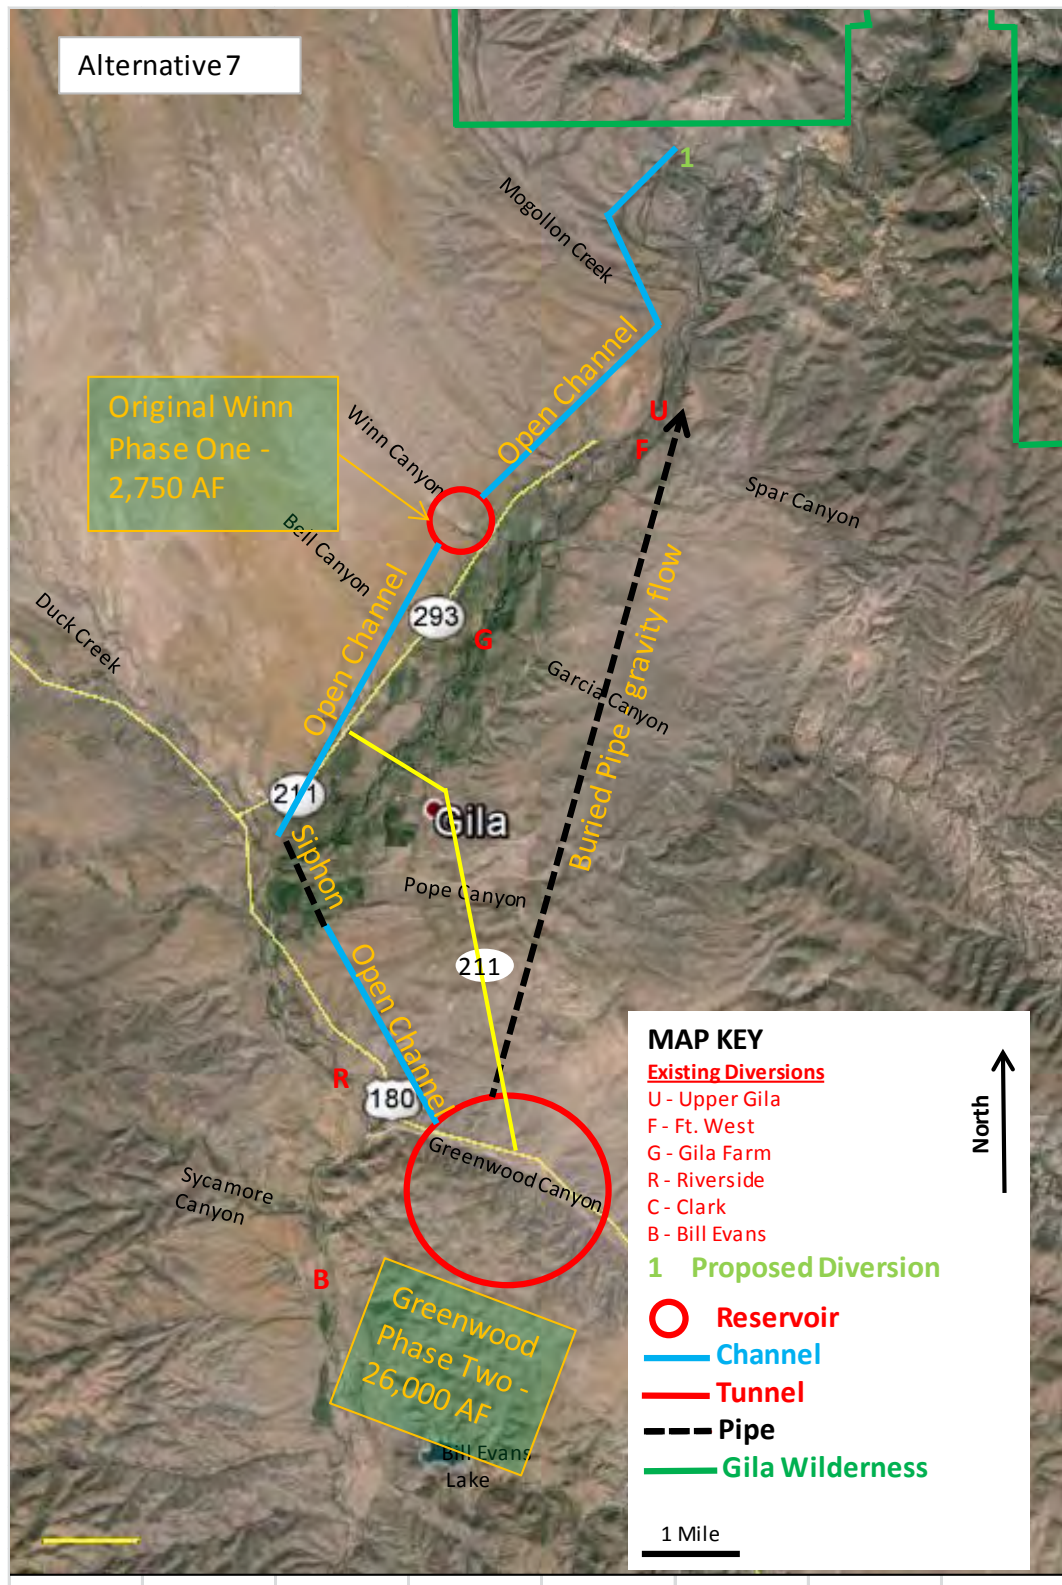 Alternative 7
1
Mogollon Creek
Open Channel
Original Winn
Phase One -
2,750 AF
Winn Canyon
U
F
Spar Canyon
Bell Canyon
Duck Creek
Open Channel
293
G
Garcia Canyon
Buried Pipe - gravity flow
211
Gila
Siphon
Pope Canyon
Open Channel
211
R
180
Greenwood Canyon
Sycamore
Canyon
B
Greenwood
Phase Two -
26,000 AF
Bill Evans
Lake
MAP KEY
Existing Diversions
U - Upper Gila
F - Ft. West
G - Gila Farm
R - Riverside
C - Clark
B - Bill Evans
1 Proposed Diversion
Reservoir
Channel
Tunnel
Pipe
Gila Wilderness
North
1 Mile